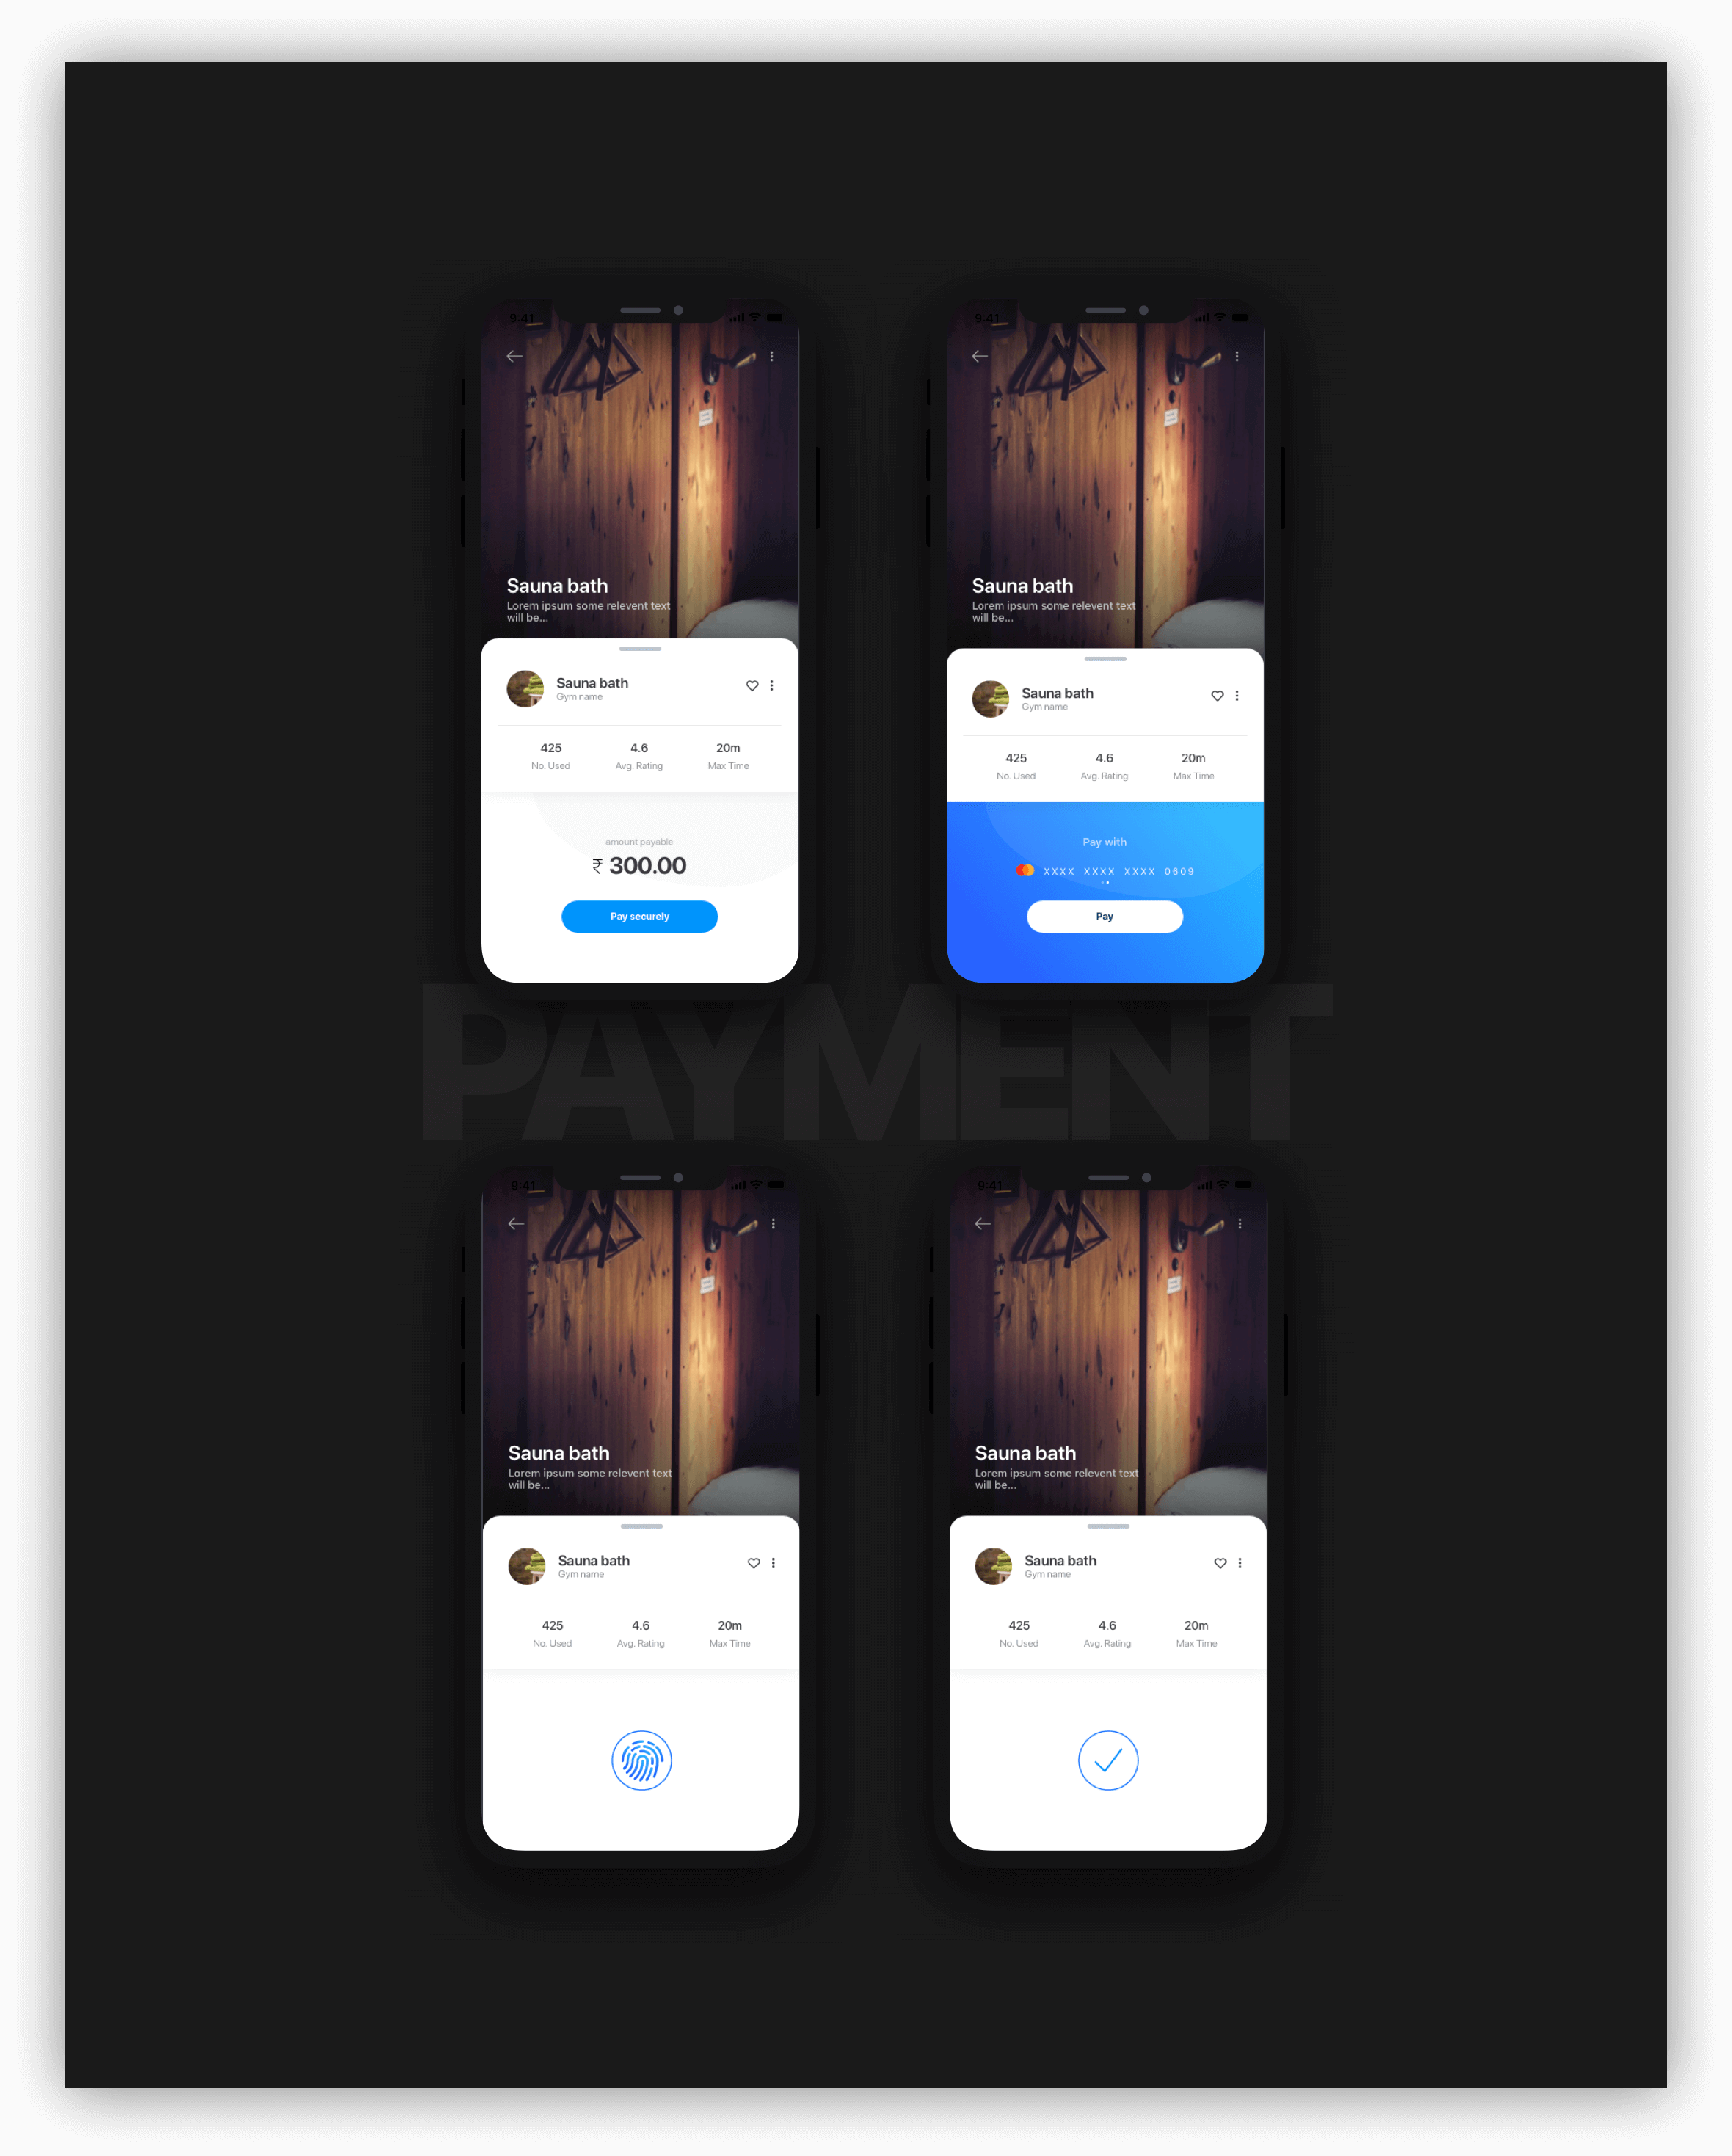 9:41
Sauna bath
Lorem ipsum some relevent text
will be...
Sauna bath
Gym name
425 4.6 20m
No. Used Avg. Rating Max Time
amount payable
₹ 300.00
Pay securely
9:41
Sauna bath
Lorem ipsum some relevent text
will be...
Sauna bath
Gym name
425 4.6 20m
No. Used Avg. Rating Max Time
Pay with
XXXX XXXX XXXX 0609
Pay
PAYMENT
9:41
Sauna bath
Lorem ipsum some relevent text
will be...
Sauna bath
Gym name
425 4.6 20m
No. Used Avg. Rating Max Time
9:41
Sauna bath
Lorem ipsum some relevent text
will be...
Sauna bath
Gym name
425 4.6 20m
No. Used Avg. Rating Max Time